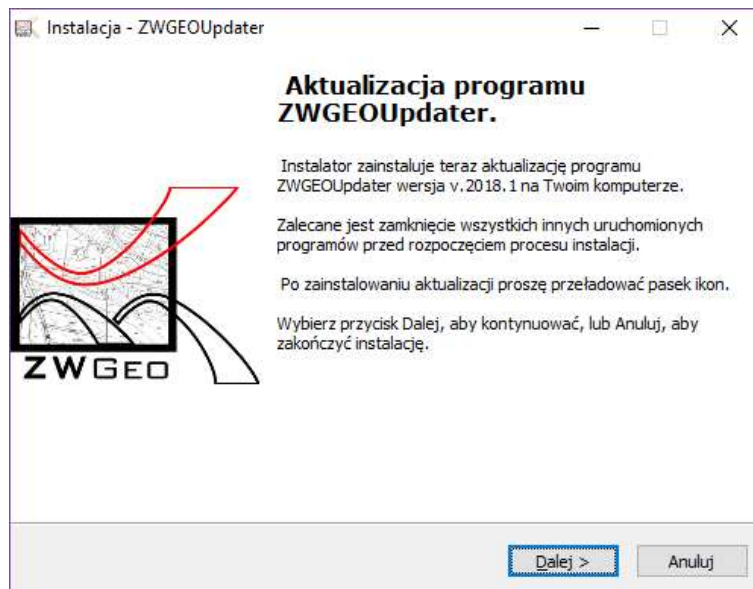 Instalacja - ZWGEOUpdater
Aktualizacja programu
ZWGEOUpdater.
Instalator zainstaluje teraz aktualizację programu
ZWGEOUpdater wersja v.2018.1 na Twoim komputerze.
Zalecane jest zamknięcie wszystkich innych uruchomionych
programów przed rozpoczęciem procesu instalacji.
Po zainstalowaniu aktualizacji proszę przeładować pasek ikon.
Wybierz przycisk Dalej, aby kontynuować, lub Anuluj, aby
zakończyć instalację.
ZWGEO
Dalej >
Anuluj